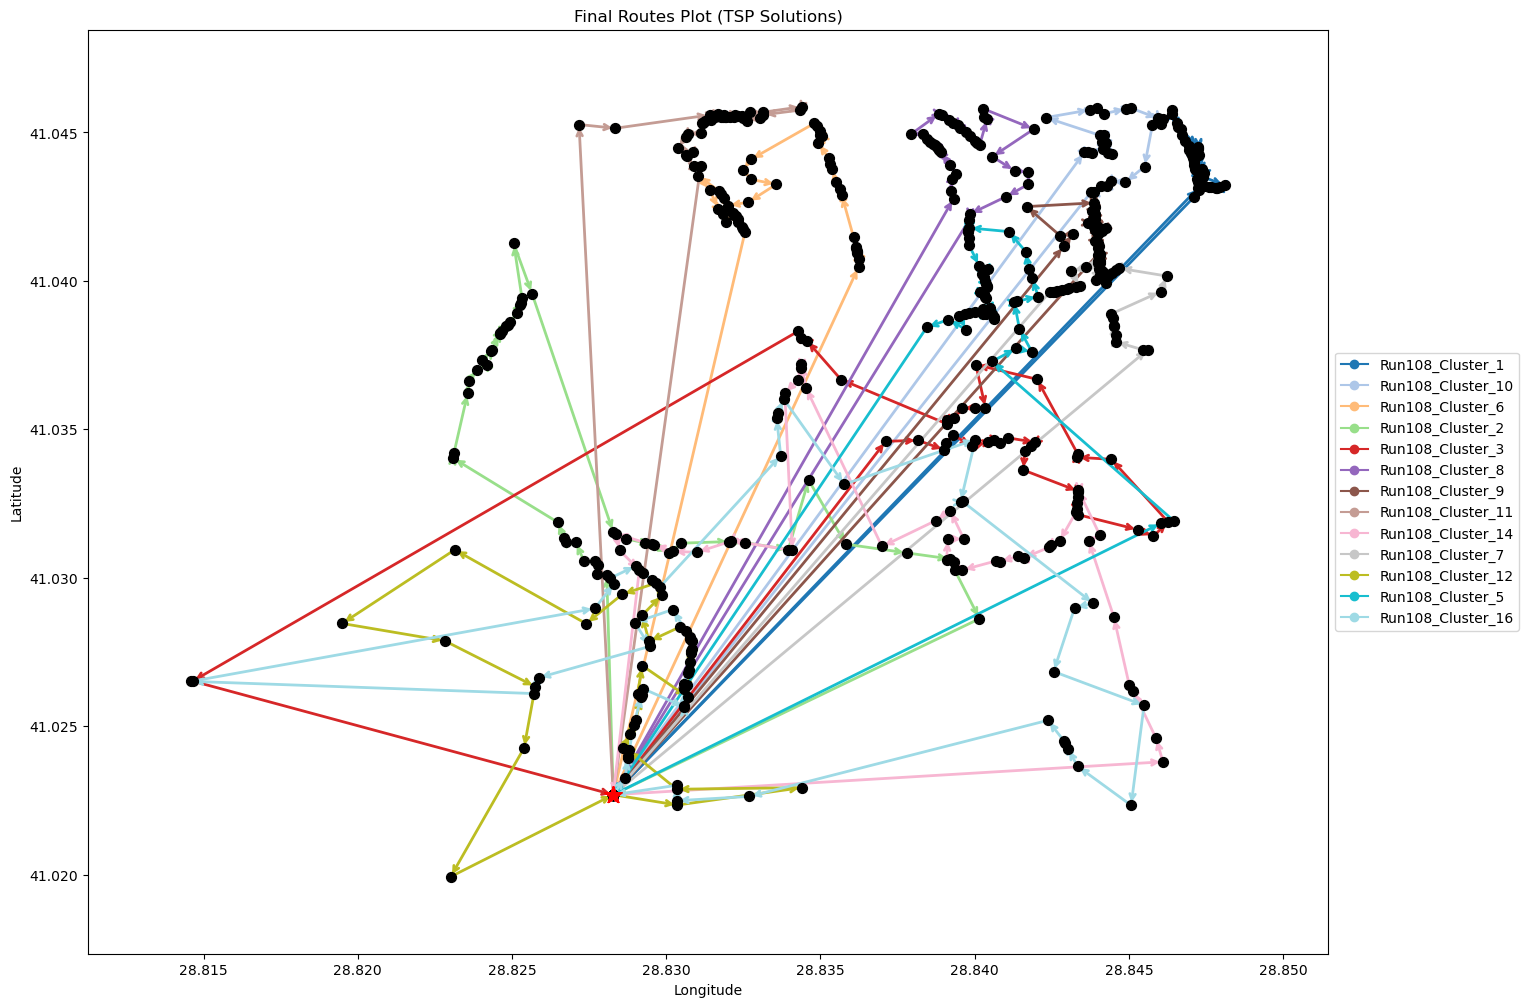 Final Routes Plot (TSP Solutions)
41.045
41.040
41.035
41.030
41.025
41.020
Latitude
28.815
28.820
28.825
28.830
28.835
28.840
28.845
28.850
Longitude
Run108_Cluster_1
Run108_Cluster_10
Run108_Cluster_6
Run108_Cluster_2
Run108_Cluster_3
Run108_Cluster_8
Run108_Cluster_9
Run108_Cluster_11
Run108_Cluster_14
Run108_Cluster_7
Run108_Cluster_12
Run108_Cluster_5
Run108_Cluster_16